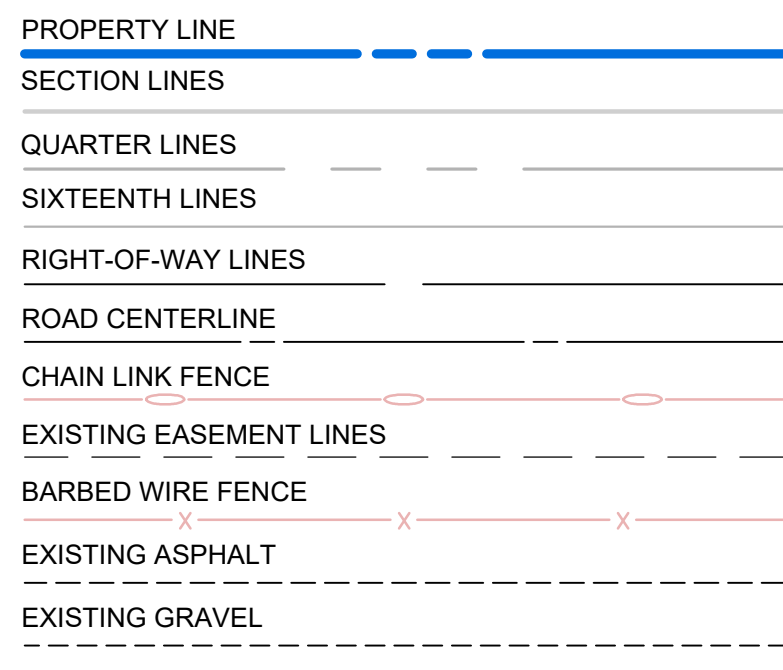 PROPERTY LINE
SECTION LINES
QUARTER LINES
SIXTEENTH LINES
RIGHT-OF-WAY LINES
ROAD CENTERLINE
CHAIN LINK FENCE
EXISTING EASEMENT LINES
BARBED WIRE FENCE
X X X
EXISTING ASPHALT
EXISTING GRAVEL